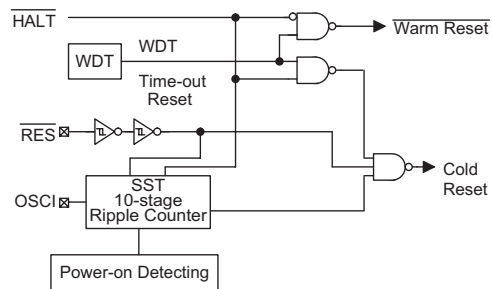 HALT
WDT
WDT
Time-out
Reset
Warm Reset
RES
OSCI
SST
10-stage
Ripple Counter
Cold
Reset
Power-on Detecting